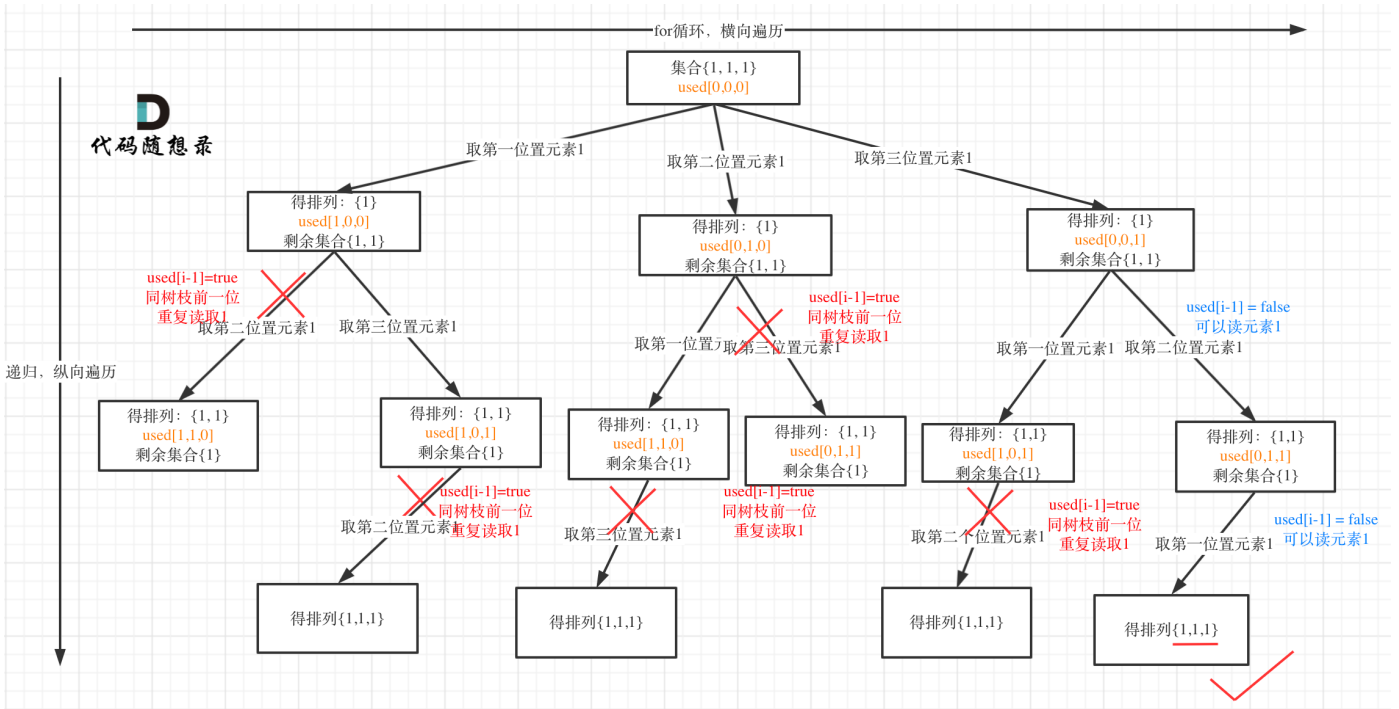 for循环，横向遍历
集合{1, 1, 1}
used[0,0,0]
代码随想录
取第一位置元素1
取第二位置元素1
取第三位置元素1
得排列：{1}
used[1,0,0]
剩余集合{1, 1}
得排列：{1}
used[0,1,0]
剩余集合{1, 1}
得排列：{1}
used[0,0,1]
剩余集合{1, 1}
used[i-1]=true
同树枝前一位
重复读取1
取第二位置元素1
取第三位置元素1
used[i-1]=true
同树枝前一位
重复读取1
取第一位置元
取第三位置元素1
used[i-1] = false
可以读元素1
取第一位置元素1
取第二位置元素1
递归，纵向遍历
得排列：{1, 1}
used[1,1,0]
剩余集合{1}
得排列：{1, 1}
used[1,0,1]
剩余集合{1}
得排列：{1, 1}
used[1,1,0]
剩余集合{1}
得排列：{1, 1}
used[0,1,1]
剩余集合{1}
得排列：{1,1}
used[1,0,1]
剩余集合{1}
得排列：{1,1}
used[0,1,1]
剩余集合{1}
used[i-1]=true
同树枝前一位
重复读取1
取第二位置元素
used[i-1]=true
同树枝前一位
重复读取1
取第三位置元素1
used[i-1]=true
同树枝前一位
重复读取1
取第二个位置元素1
used[i-1] = false
可以读元素1
取第一位置元素1
得排列{1,1,1}
得排列{1,1,1}
得排列{1,1,1}
得排列{1,1,1}